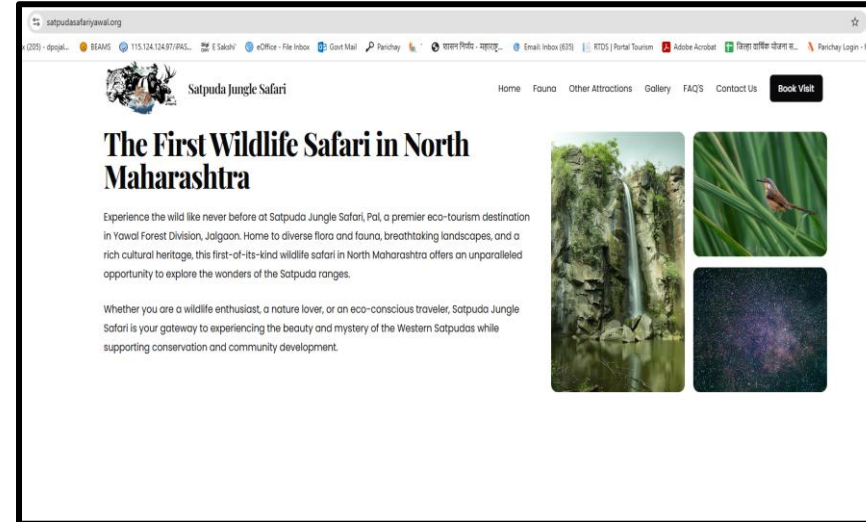 satpudasafariyawal.org
x (205) - dpojal... BEAMS 115.124.124.97/iPAS... E Sakshi' eOffice - File Inbox Govt Mail Parichay शासन निर्णय - महाराष्ट्र... Email: Inbox (635) RTDS | Portal Tourism Adobe Acrobat जिल्हा वार्षिक योजना स... Parichay Login -
Satpuda Jungle Safari Home Fauna Other Attractions Gallery FAQ'S Contact Us Book Visit
The First Wildlife Safari in North
Maharashtra
Experience the wild like never before at Satpuda Jungle Safari, Pal, a premier eco-tourism destination
in Yawal Forest Division, Jalgaon. Home to diverse flora and fauna, breathtaking landscapes, and a
rich cultural heritage, this first-of-its-kind wildlife safari in North Maharashtra offers an unparalleled
opportunity to explore the wonders of the Satpuda ranges.
Whether you are a wildlife enthusiast, a nature lover, or an eco-conscious traveler, Satpuda Jungle
Safari is your gateway to experiencing the beauty and mystery of the Western Satpudas while
supporting conservation and community development.